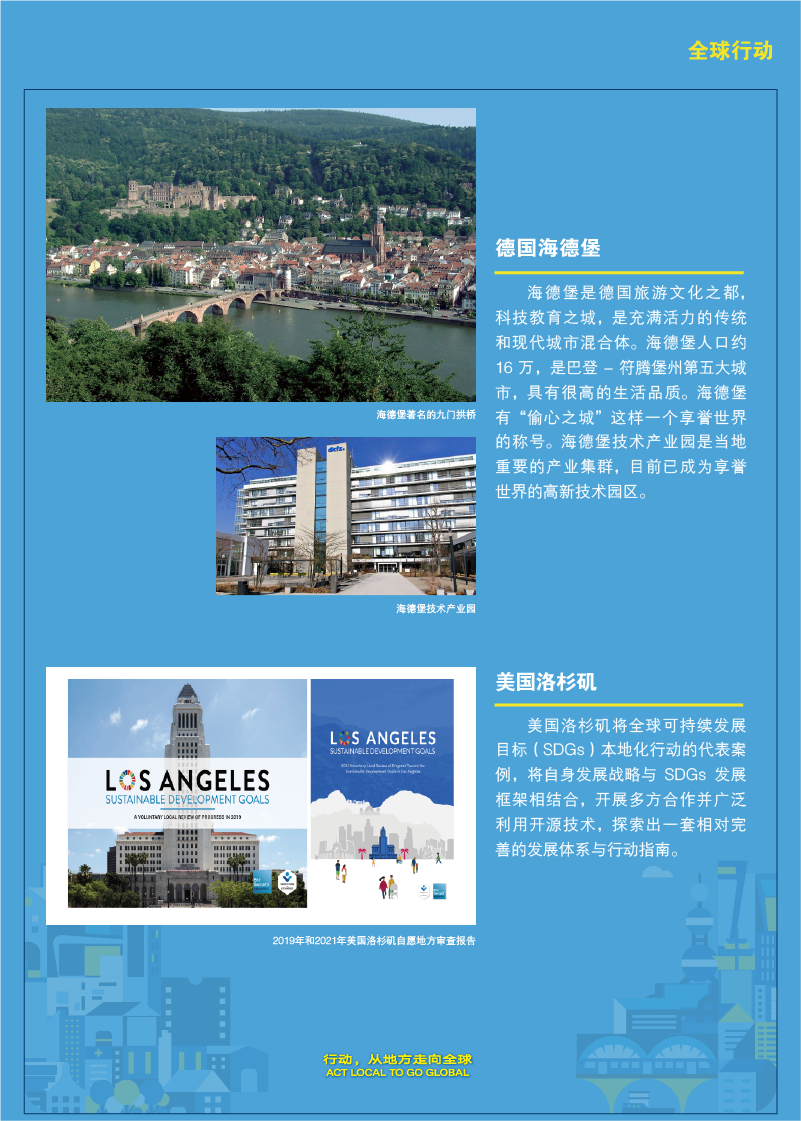 全球行动
德国海德堡
海德堡是德国旅游文化之都，
科技教育之城，是充满活力的传统
和现代城市混合体。海德堡人口约
16 万，是巴登 – 符腾堡州第五大城
市，具有很高的生活品质。海德堡
有“偷心之城”这样一个享誉世界
的称号。海德堡技术产业园是当地
重要的产业集群，目前已成为享誉
世界的高新技术园区。
海德堡著名的九门拱桥
dkfz.
海德堡技术产业园
美国洛杉矶
美国洛杉矶将全球可持续发展
目标（SDGs）本地化行动的代表案
例，将自身发展战略与 SDGs 发展
框架相结合，开展多方合作并广泛
利用开源技术，探索出一套相对完
善的发展体系与行动指南。
LOS ANGELES
SUSTAINABLE DEVELOPMENT GOALS
A VOLUNTARY LOCAL REVIEW OF PROGRESS IN 2019
LOS ANGELES
SUSTAINABLE DEVELOPMENT GOALS
2021 Voluntary Local Review of Progress Toward the
Sustainable Development Goals in Los Angeles
2019年和2021年美国洛杉矶自愿地方审查报告
行动，从地方走向全球
ACT LOCAL TO GO GLOBAL